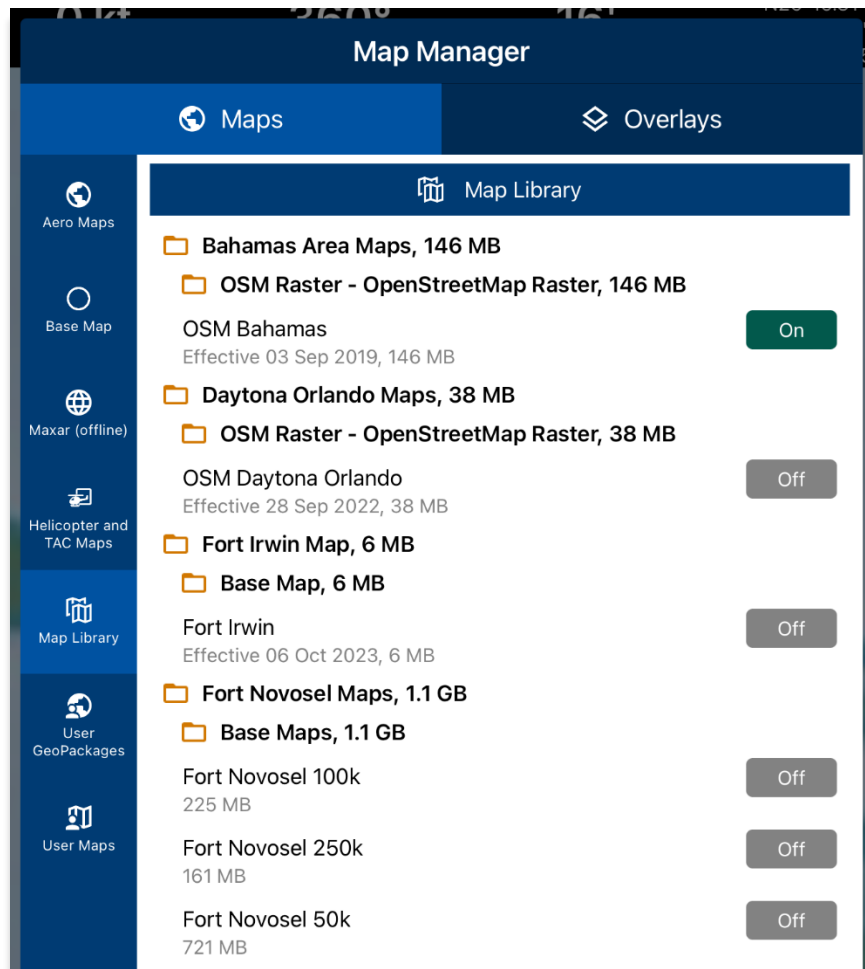 Map Manager
Maps
Overlays
Aero Maps
Base Map
Maxar (offline)
Helicopter and
TAC Maps
Map Library
User
GeoPackages
User Maps
Map Library
Bahamas Area Maps, 146 MB
OSM Raster - OpenStreetMap Raster, 146 MB
OSM Bahamas
On
Effective 03 Sep 2019, 146 MB
Daytona Orlando Maps, 38 MB
OSM Raster - OpenStreetMap Raster, 38 MB
OSM Daytona Orlando
Off
Effective 28 Sep 2022, 38 MB
Fort Irwin Map, 6 MB
Base Map, 6 MB
Fort Irwin
Off
Effective 06 Oct 2023, 6 MB
Fort Novosel Maps, 1.1 GB
Base Maps, 1.1 GB
Fort Novosel 100k
Off
225 MB
Fort Novosel 250k
Off
161 MB
Fort Novosel 50k
Off
721 MB